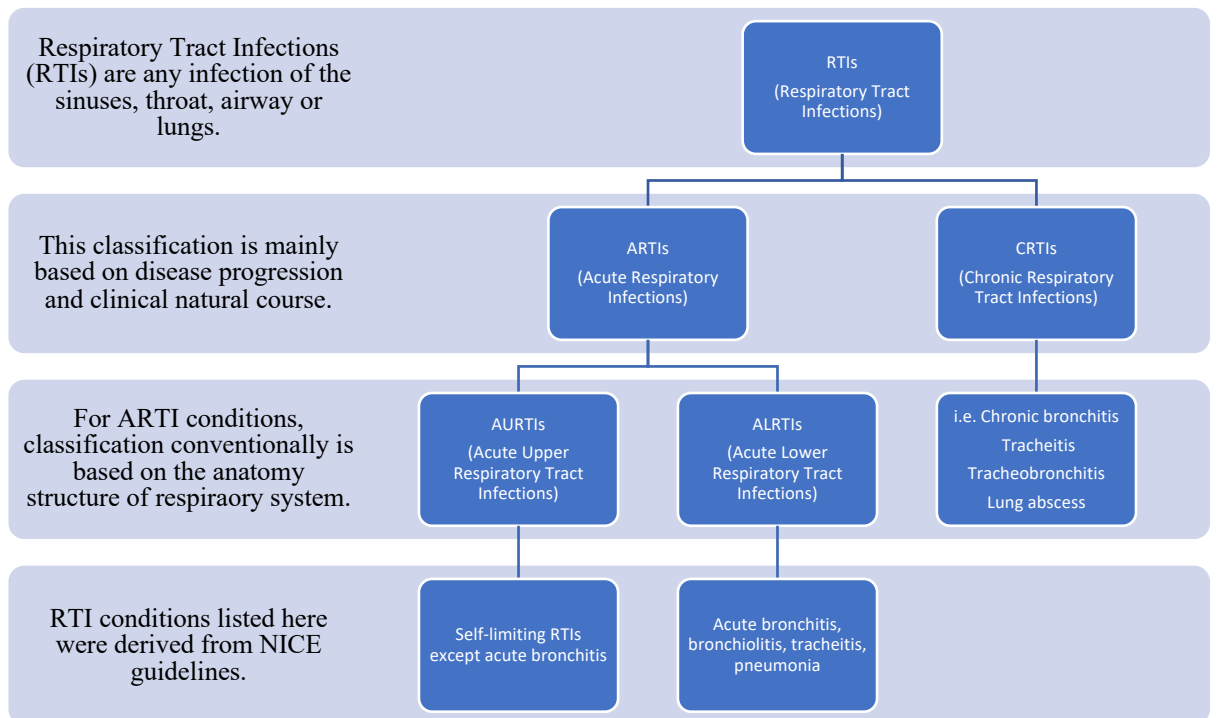 Respiratory Tract Infections
(RTIs) are any infection of the
sinuses, throat, airway or
lungs.
RTIs
(Respiratory Tract
Infections)
This classification is mainly
based on disease progression
and clinical natural course.
ARTIs
(Acute Respiratory
Infections)
CRTIs
(Chronic Respiratory
Tract Infections)
For ARTI conditions,
classification conventionally is
based on the anatomy
structure of respiraory system.
AURTIs
(Acute Upper
Respiratory Tract
Infections)
ALRTIs
(Acute Lower
Respiratory Tract
Infections)
i.e. Chronic bronchitis
Tracheitis
Tracheobronchitis
Lung abscess
RTI conditions listed here
were derived from NICE
guidelines.
Self-limiting RTIs
except acute bronchitis
Acute bronchitis,
bronchiolitis, tracheitis,
pneumonia